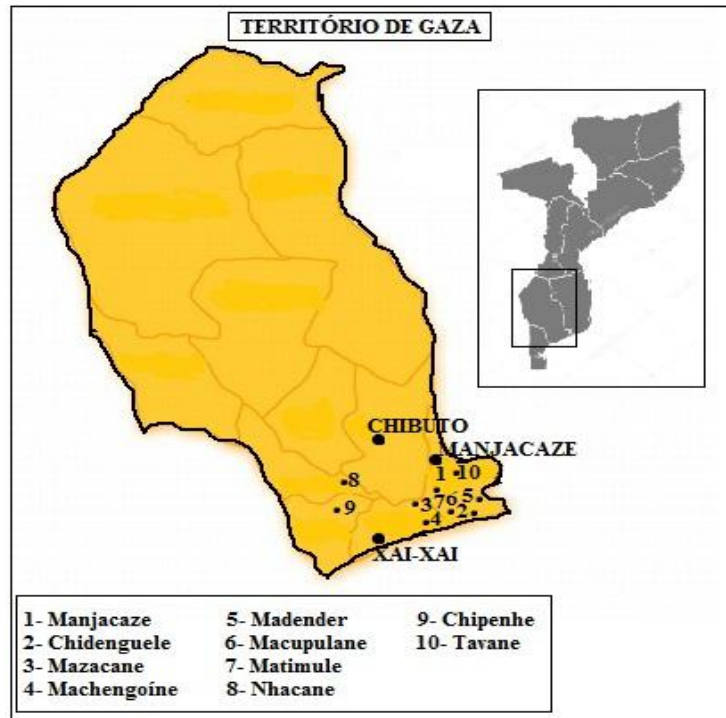 TERRITÓRIO DE GAZA
CHIBUTO
MANJACAZE
1 10
8
3 7 6 5
9
4 2
XAI-XAI
1- Manjacaze
2- Chidenguele
3- Mazacane
4- Machengoíne
5- Madender
6- Macupulane
7- Matimule
8- Nhacane
9- Chipenhe
10- Tavane